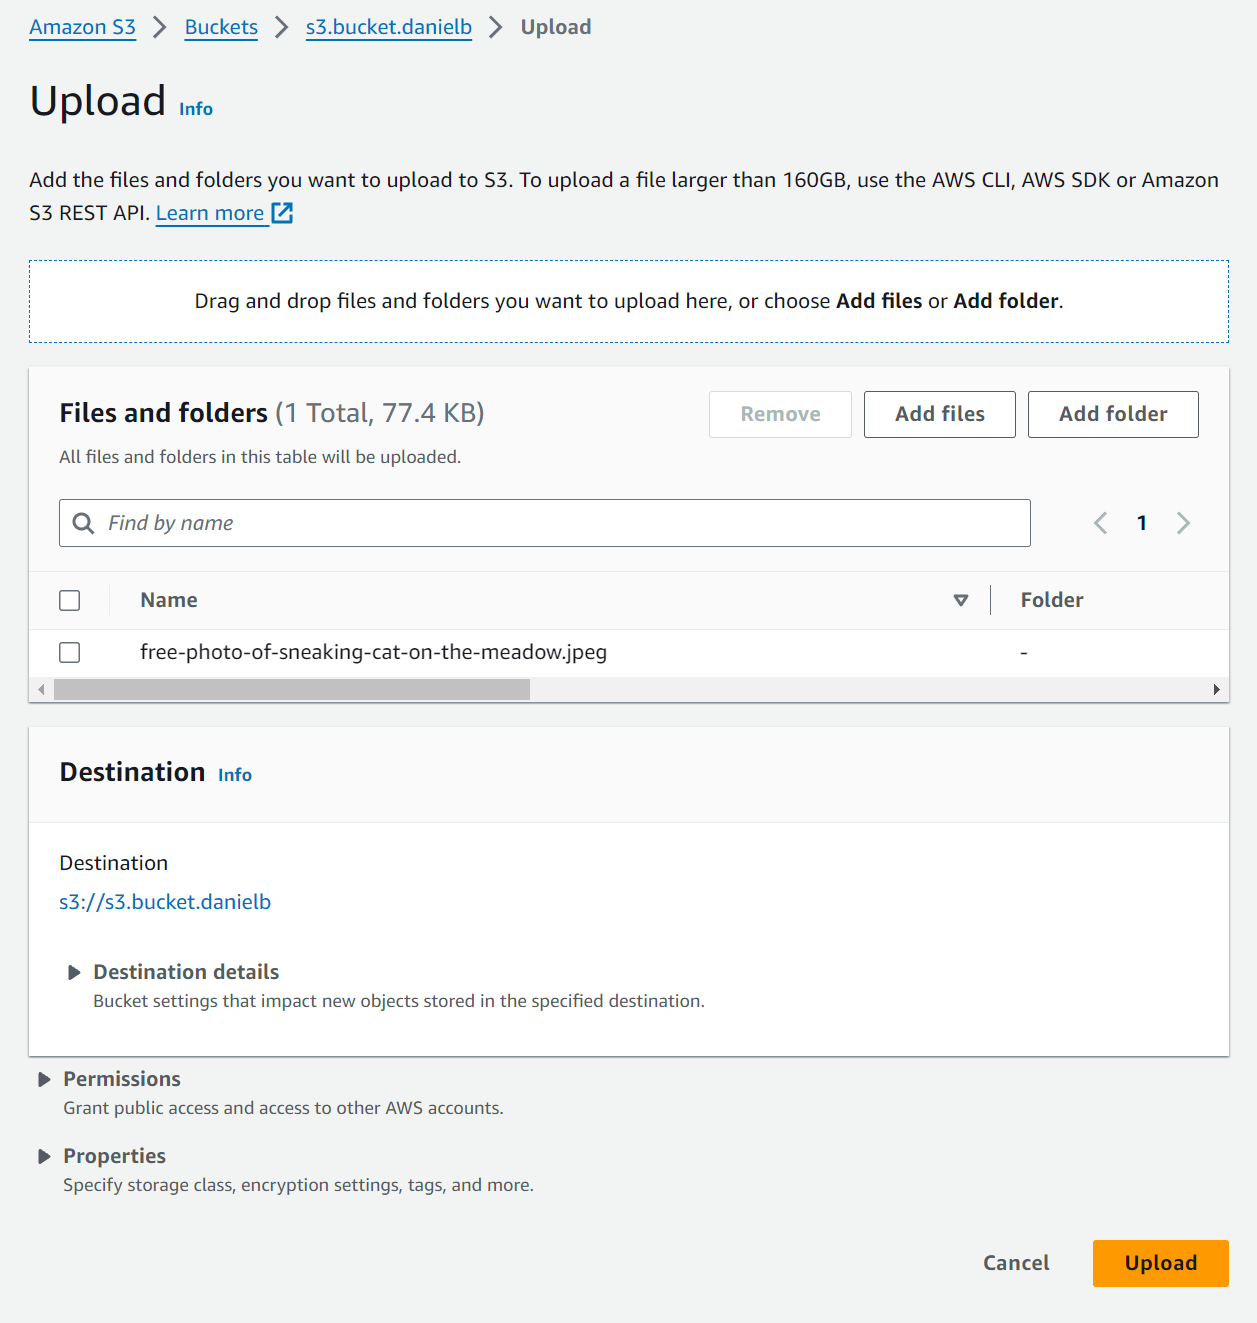 Amazon S3 > Buckets > s3.bucket.danielb > Upload
Upload Info
Add the files and folders you want to upload to S3. To upload a file larger than 160GB, use the AWS CLI, AWS SDK or Amazon
S3 REST API. Learn more
Drag and drop files and folders you want to upload here, or choose Add files or Add folder.
Files and folders (1 Total, 77.4 KB)
Remove
Add files
Add folder
All files and folders in this table will be uploaded.
Find by name
1
Name
Folder
free-photo-of-sneaking-cat-on-the-meadow.jpeg
-
Destination Info
Destination
s3://s3.bucket.danielb
Destination details
Bucket settings that impact new objects stored in the specified destination.
Permissions
Grant public access and access to other AWS accounts.
Properties
Specify storage class, encryption settings, tags, and more.
Cancel
Upload